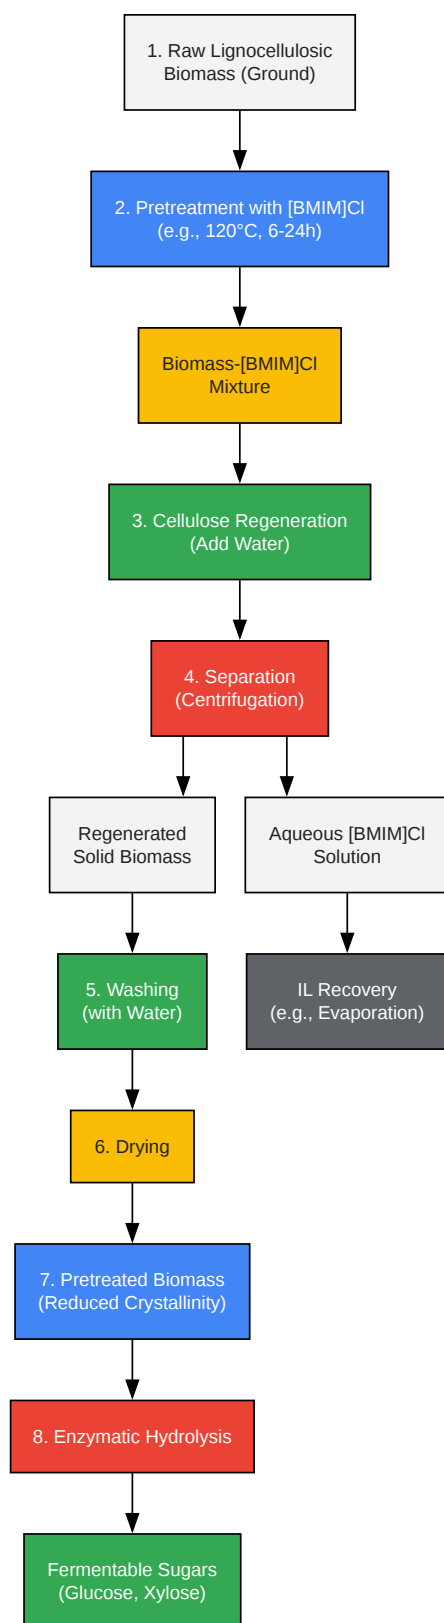 1. Raw Lignocellulosic
Biomass (Ground)
2. Pretreatment with [BMIM]Cl
(e.g., 120°C, 6-24h)
Biomass-[BMIM]Cl
Mixture
3. Cellulose Regeneration
(Add Water)
4. Separation
(Centrifugation)
Regenerated
Solid Biomass
Aqueous [BMIM]Cl
Solution
5. Washing
(with Water)
IL Recovery
(e.g., Evaporation)
6. Drying
7. Pretreated Biomass
(Reduced Crystallinity)
8. Enzymatic Hydrolysis
Fermentable Sugars
(Glucose, Xylose)